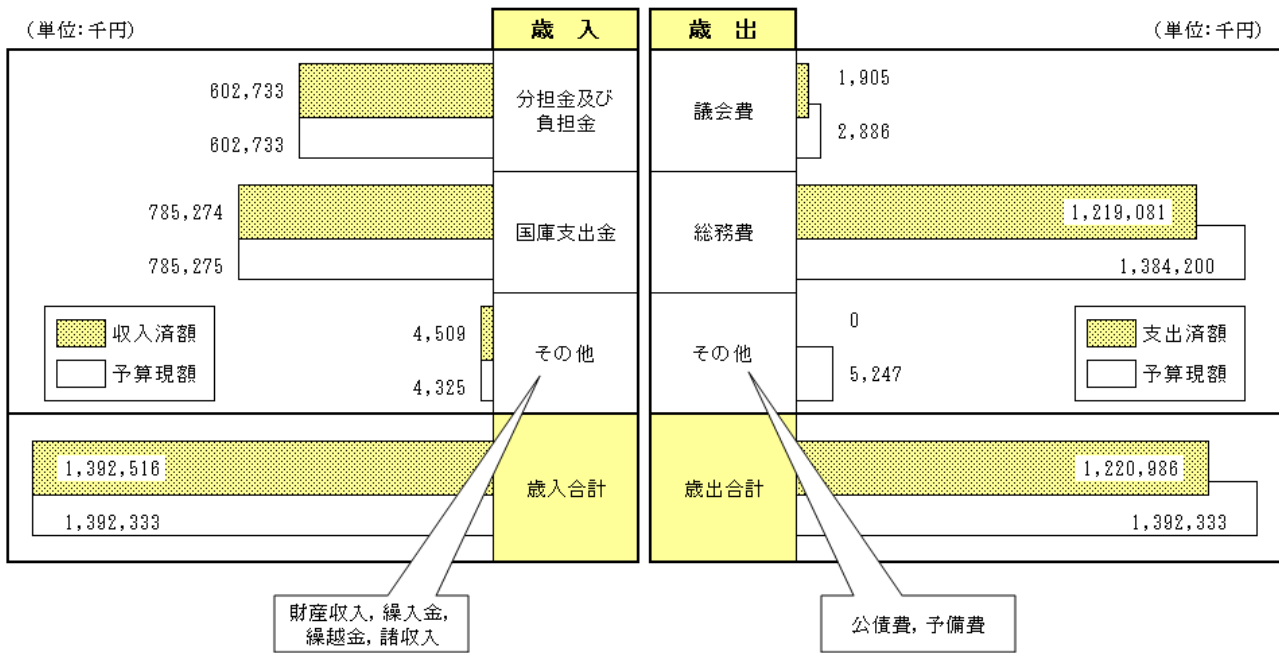 (単位:千円)
歳 入
歳 出
(単位:千円)
602,733
602,733
分担金及び
負担金
議会費
1,905
2,886
785,274
785,275
国庫支出金
総務費
1,219,081
1,384,200
収入済額
予算現額
4,509
4,325
その他
その他
0
5,247
支出済額
予算現額
1,392,516
1,392,333
歳入合計
歳出合計
1,220,986
1,392,333
財産収入, 繰入金,
繰越金, 諸収入
公債費, 予備費